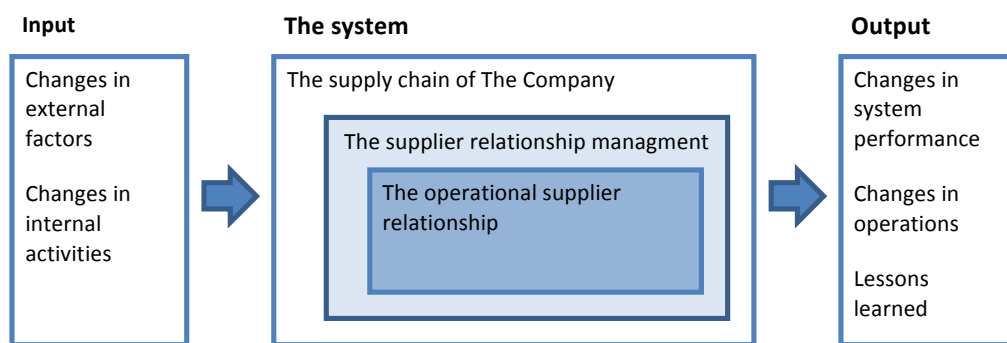 Input
Changes in
external
factors
Changes in
internal
activities
The system
The supply chain of The Company
The supplier relationship managment
The operational supplier
relationship
Output
Changes in
system
performance
Changes in
operations
Lessons
learned